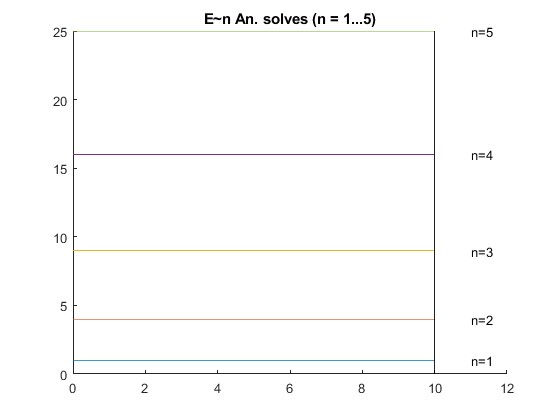 E~n An. solves (n = 1...5)
25
n=5
20
n=4
15
10
n=3
5
n=2
n=1
0
0 2 4 6 8 10 12